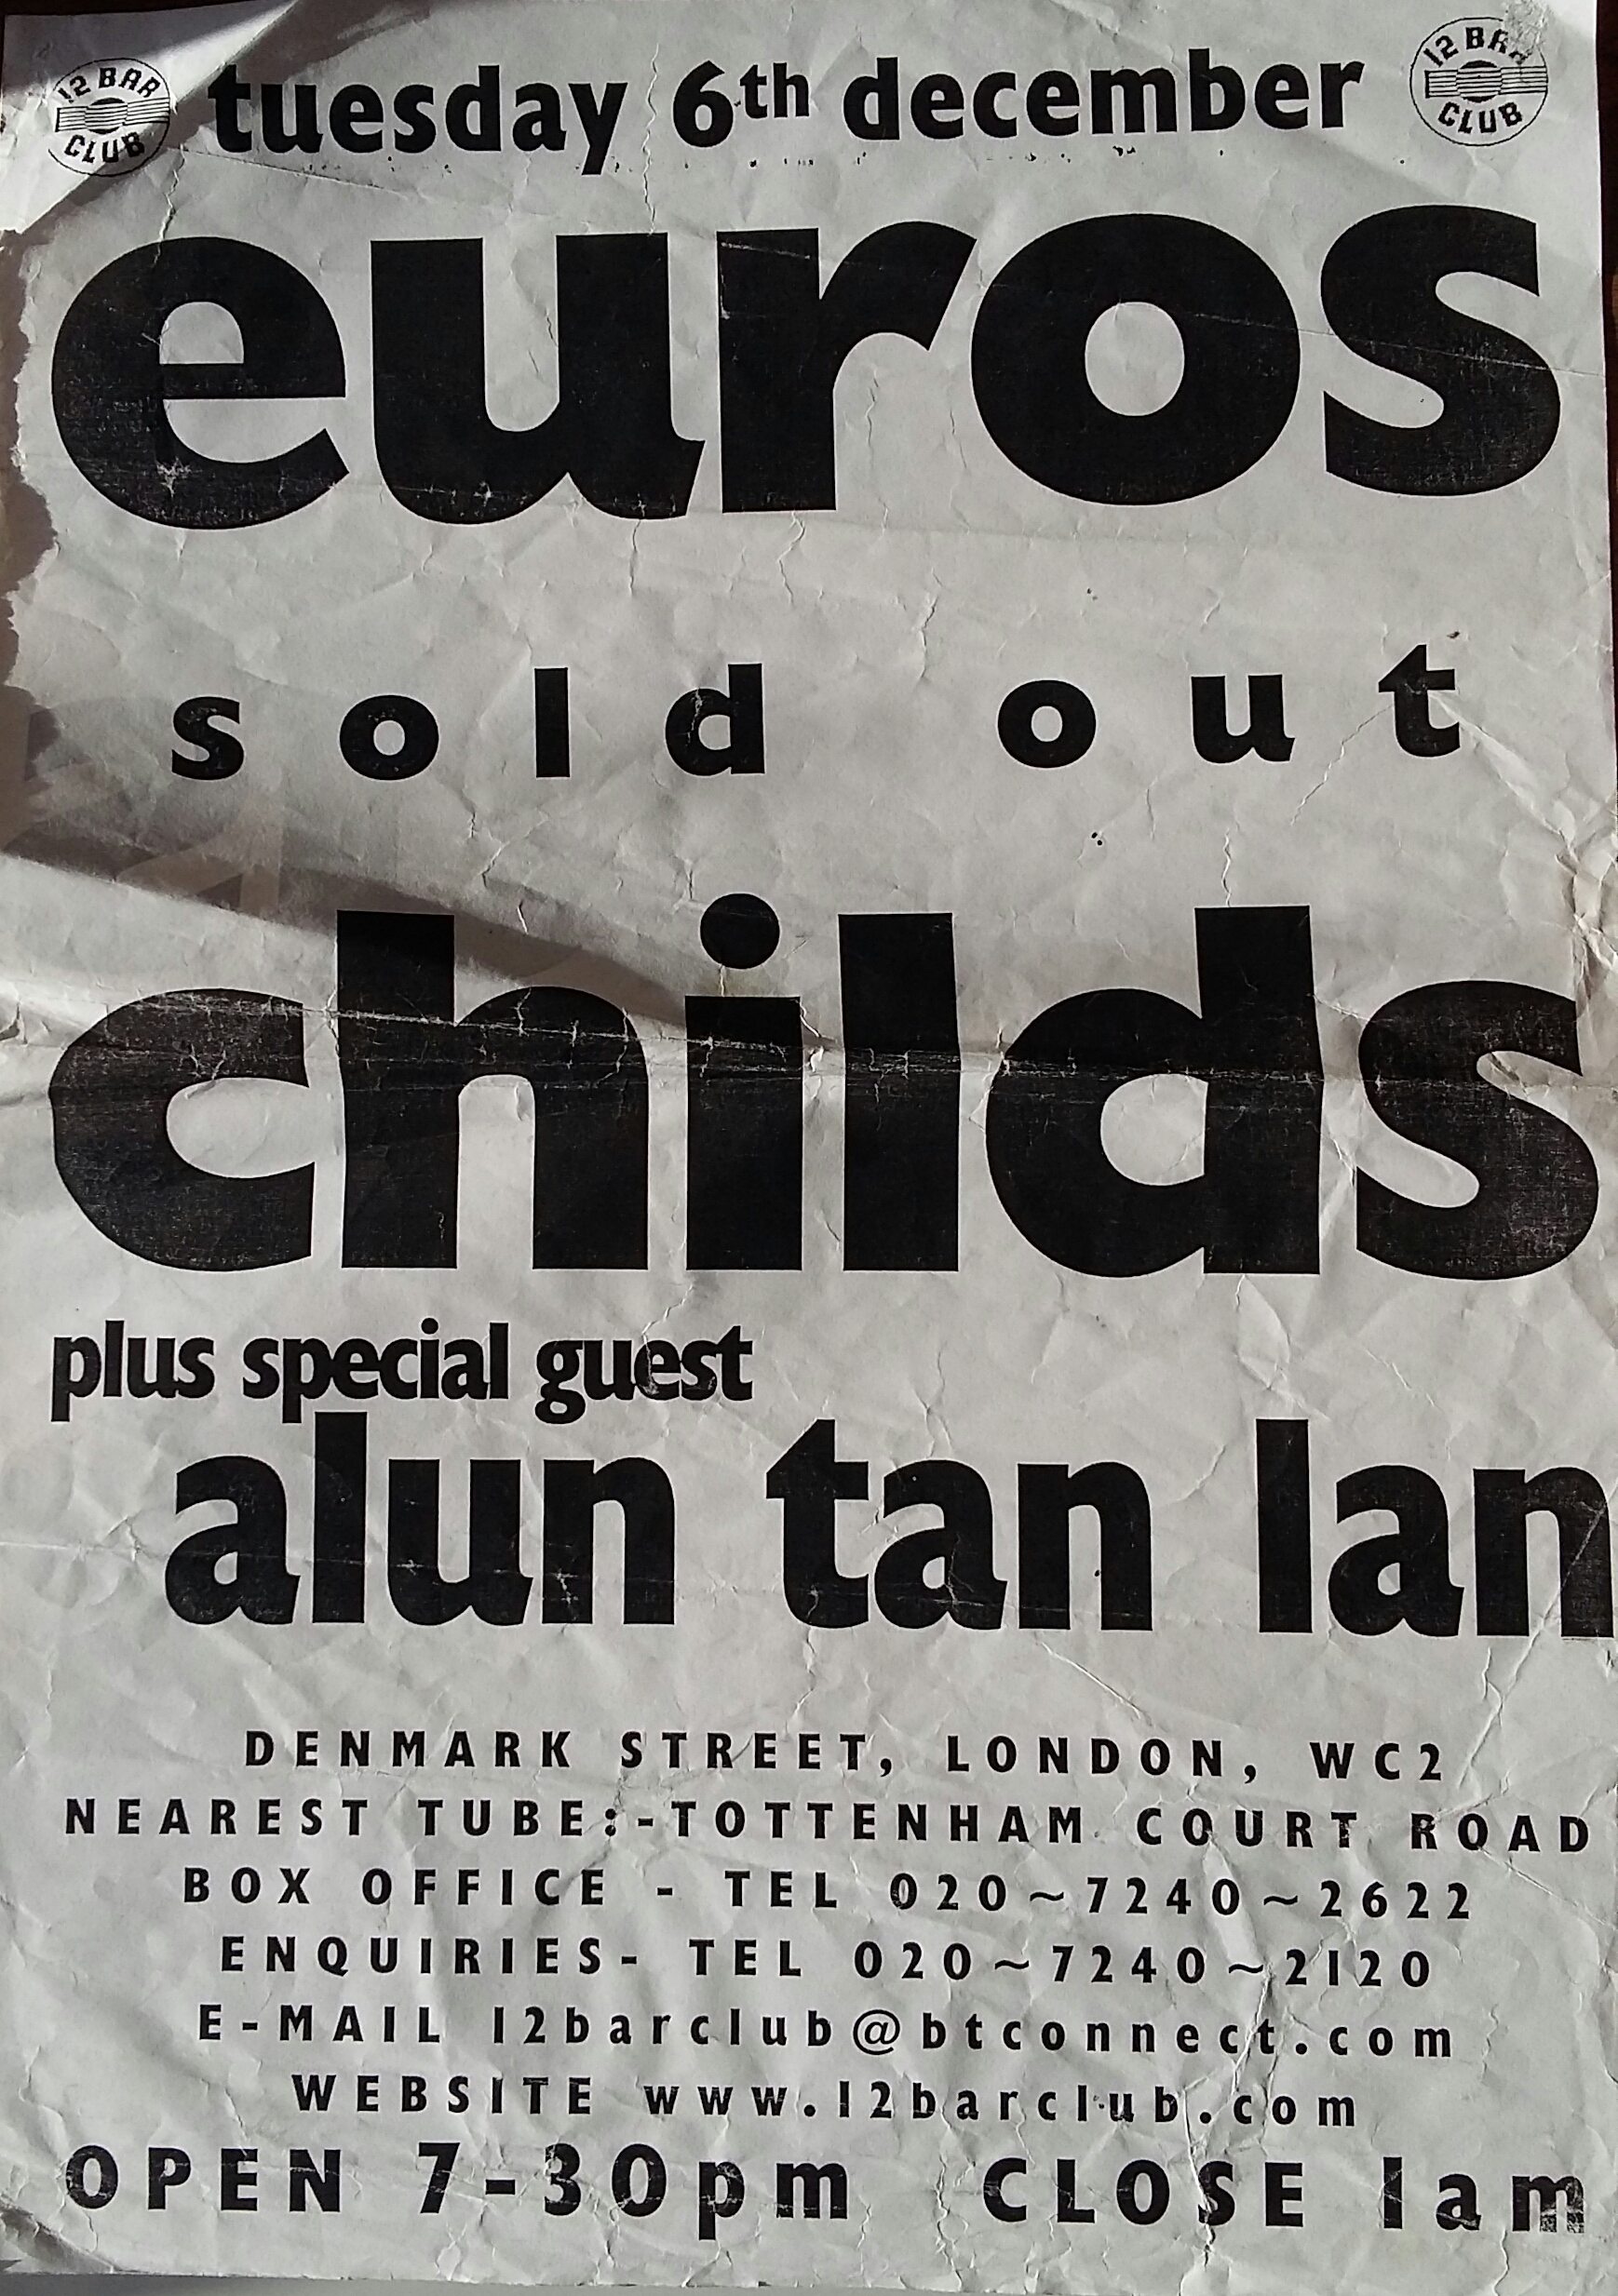 12 BAR CLUB
tuesday 6th december
12 BAR CLUB
euros
sold out
childs
plus special guest
alun tan lan
DENMARK STREET, LONDON, WC2
NEAREST TUBE:-TOTTENHAM COURT ROAD
BOX OFFICE - TEL 020~7240~2622
ENQUIRIES- TEL 020~7240~2120
E-MAIL 12barclub@btconnect.com
WEBSITE www.12barclub.com
OPEN 7-30pm CLOSE 1am